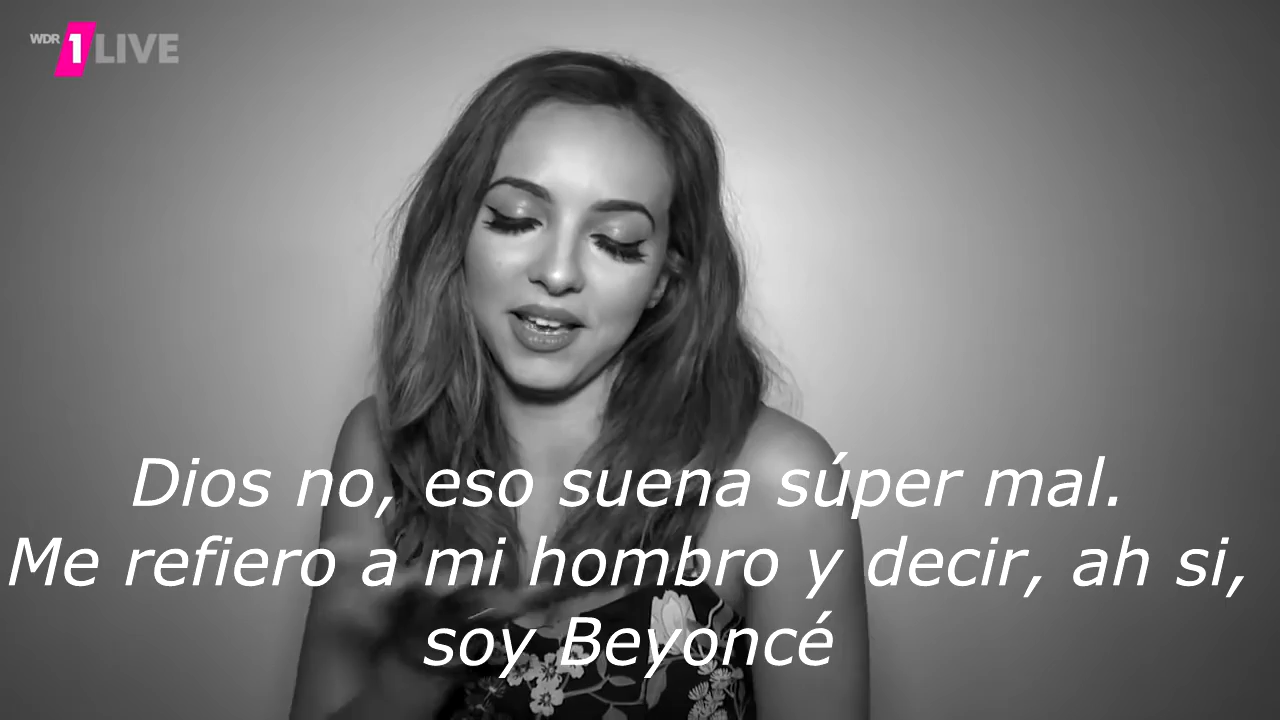 WDR 1LIVE
Dios no, eso suena súper mal.
Me refiero a mi hombro y decir, ah si,
soy Beyoncé